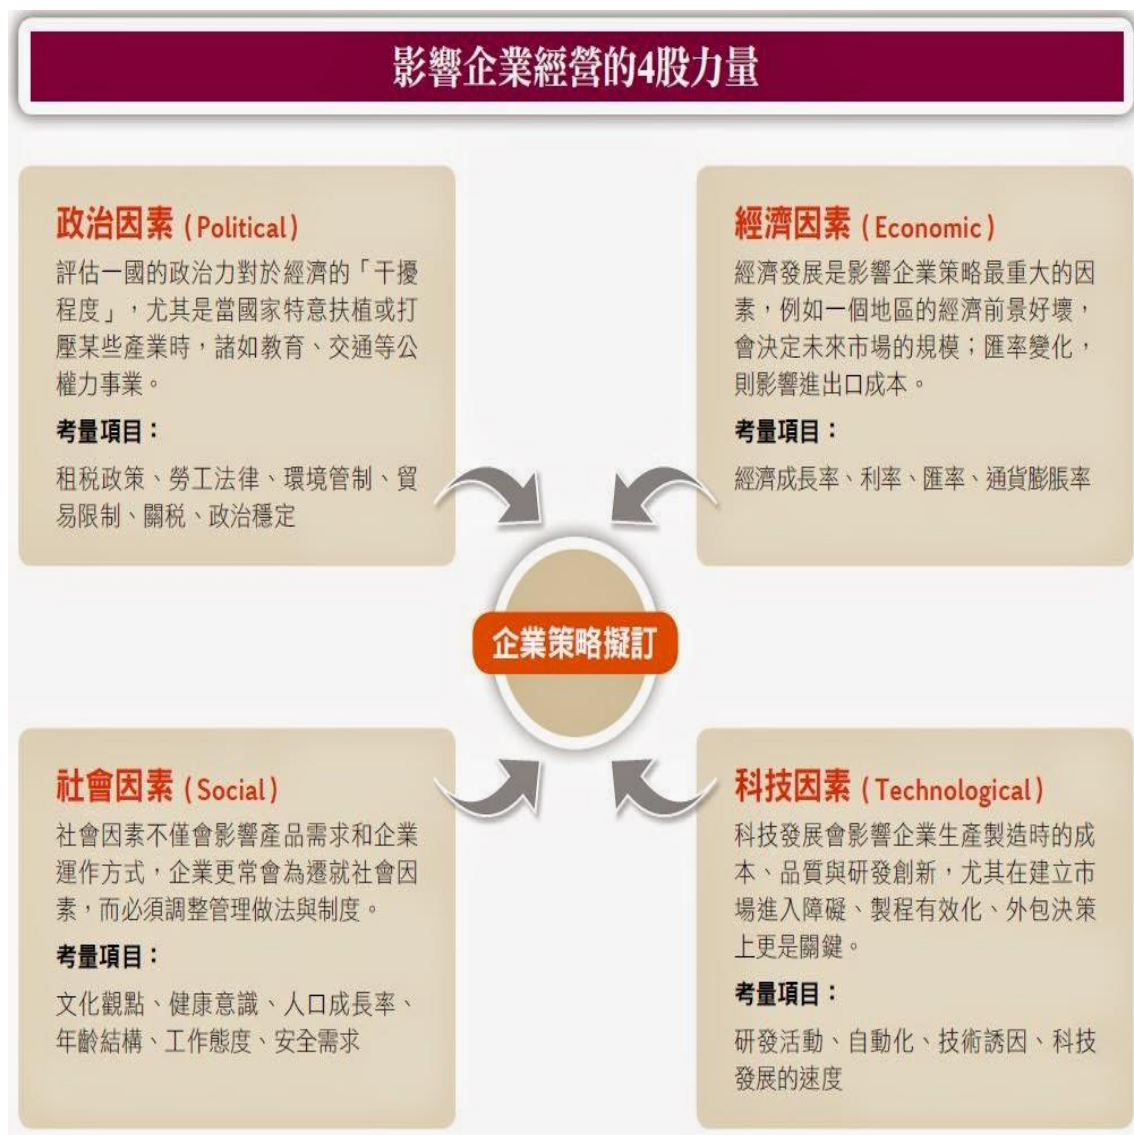 影響企業經營的4股力量
政治因素 (Political)
評估一國的政治力對於經濟的「干擾
程度」，尤其是當國家特意扶植或打
壓某些產業時，諸如教育、交通等公
權力事業。
考量項目：
租稅政策、勞工法律、環境管制、貿
易限制、關稅、政治穩定
經濟因素 (Economic)
經濟發展是影響企業策略最重大的因
素，例如一個地區的經濟前景好壞，
會決定未來市場的規模；匯率變化，
則影響進出口成本。
考量項目：
經濟成長率、利率、匯率、通貨膨脹率
企業策略擬訂
社會因素 (Social)
社會因素不僅會影響產品需求和企業
運作方式，企業更常會為遷就社會因
素，而必須調整管理做法與制度。
考量項目：
文化觀點、健康意識、人口成長率、
年齡結構、工作態度、安全需求
科技因素 (Technological)
科技發展會影響企業生產製造時的成
本、品質與研發創新，尤其在建立市
場進入障礙、製程有效化、外包決策
上更是關鍵。
考量項目：
研發活動、自動化、技術誘因、科技
發展的速度